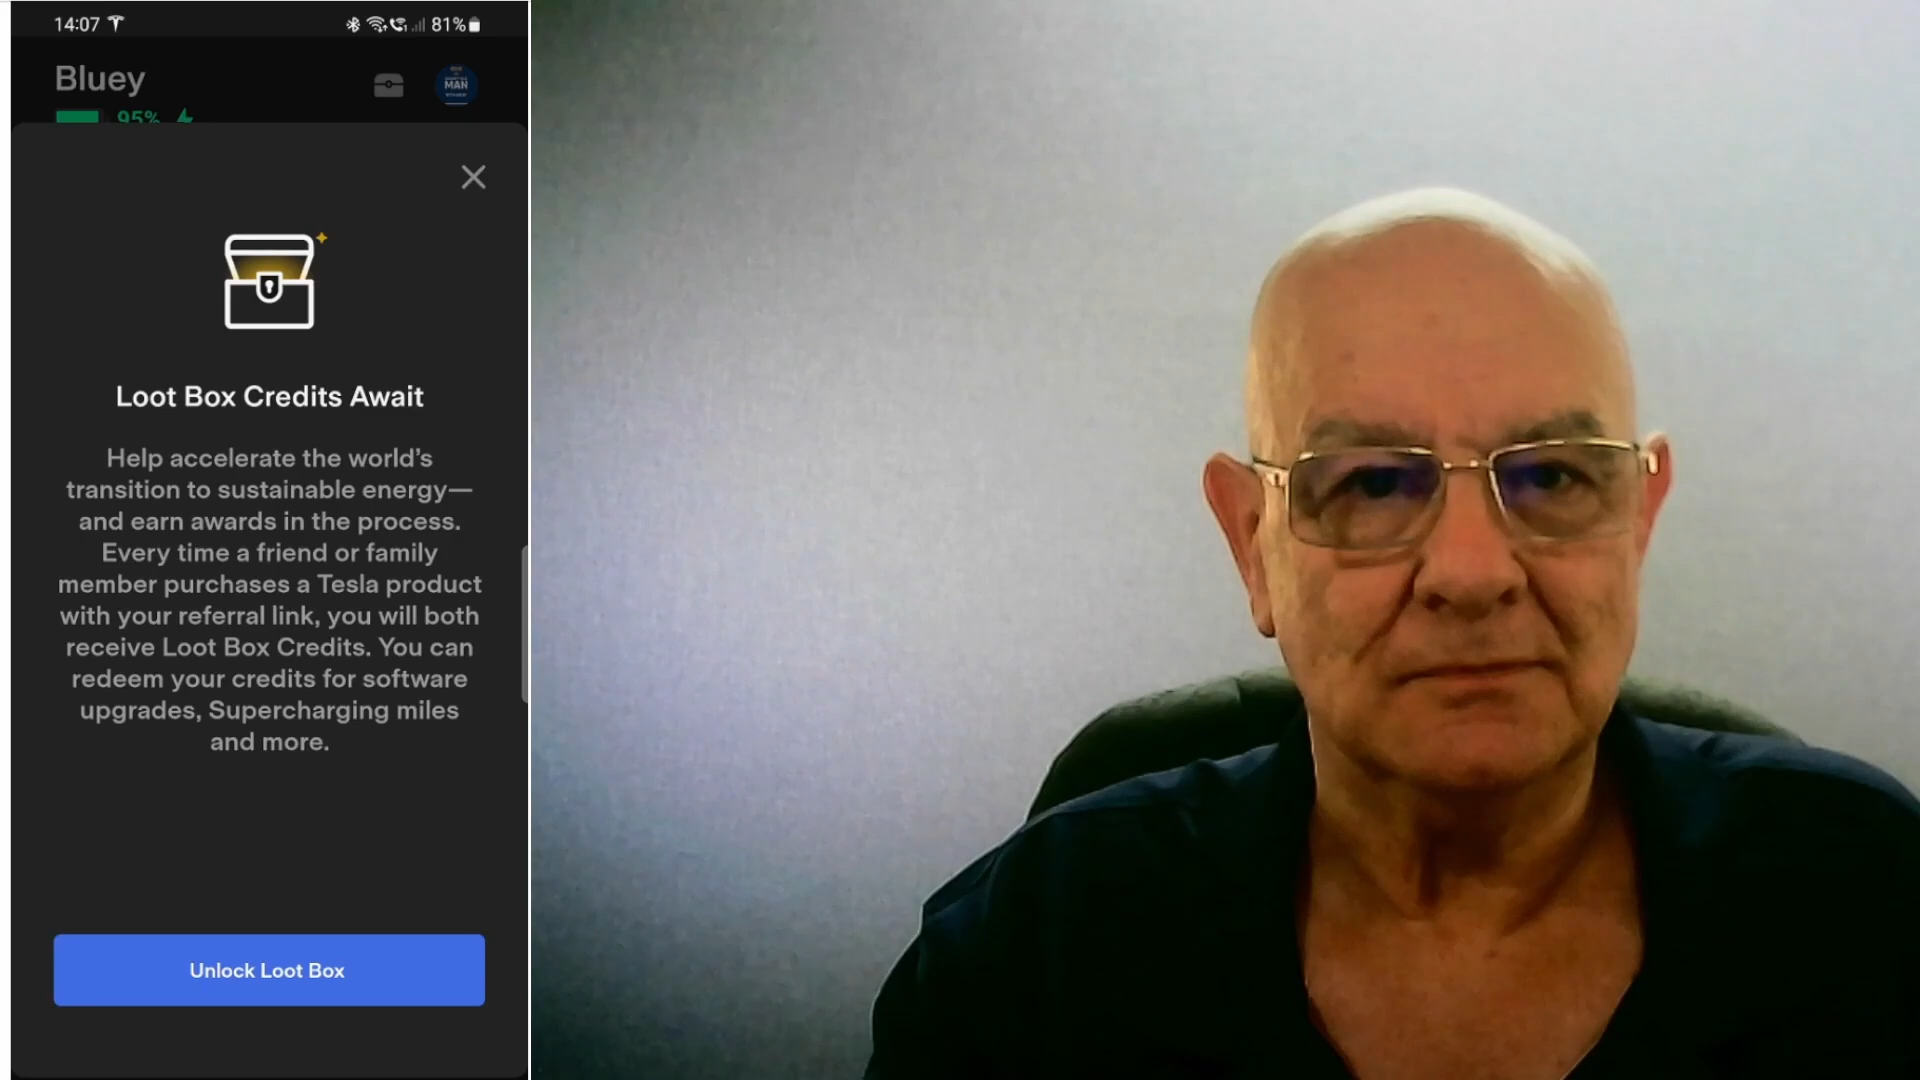 14:07
81%
Bluey
MAN
95%
Loot Box Credits Await
Help accelerate the world's
transition to sustainable energy—
and earn awards in the process.
Every time a friend or family
member purchases a Tesla product
with your referral link, you will both
receive Loot Box Credits. You can
redeem your credits for software
upgrades, Supercharging miles
and more.
Unlock Loot Box